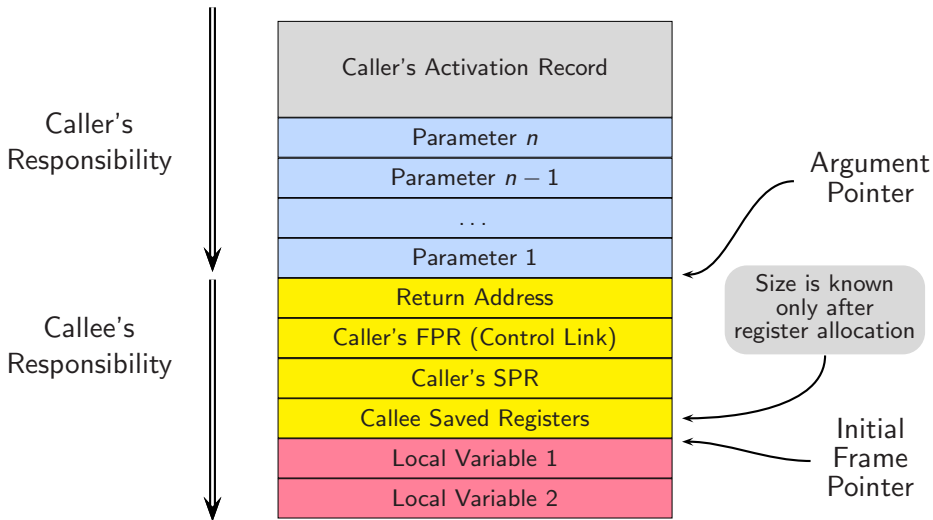 Caller's Activation Record
Caller's
Responsibility
Parameter n
Parameter n − 1
. . .
Parameter 1
Argument
Pointer
Callee's
Responsibility
Return Address
Caller's FPR (Control Link)
Caller's SPR
Callee Saved Registers
Size is known
only after
register allocation
Local Variable 1
Local Variable 2
Initial
Frame
Pointer